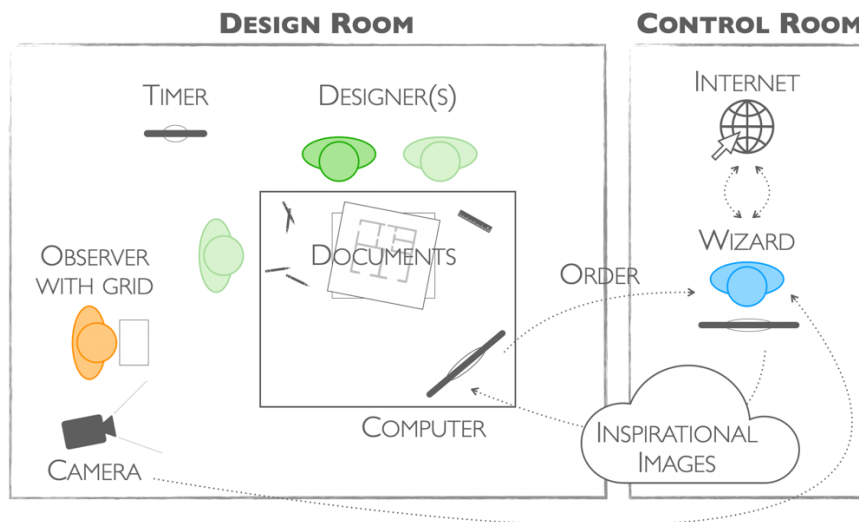 DESIGN ROOM
CONTROL ROOM
TIMER
DESIGNER(S)
INTERNET
OBSERVER
WITH GRID
DOCUMENTS
ORDER
WIZARD
COMPUTER
CAMERA
INSPIRATIONAL
IMAGES